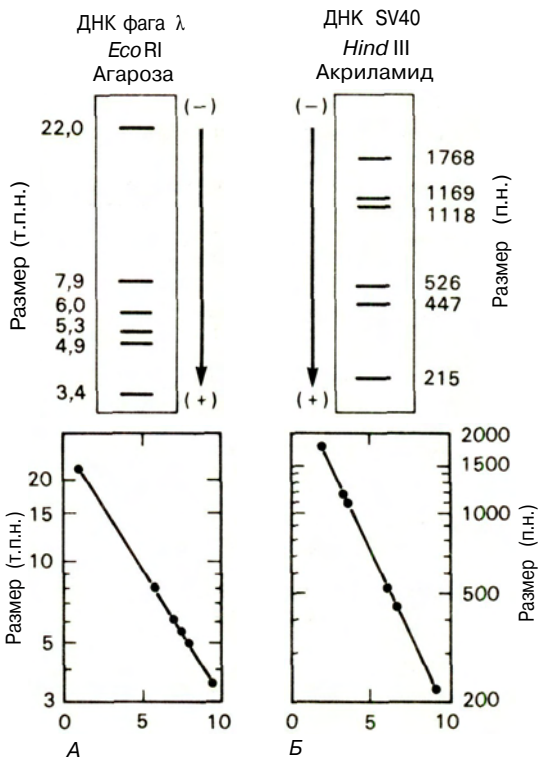 ДНК фага λ
EcoRI
Агароза
(−)
22,0
7,9
6,0
5,3
4,9
3,4
(+)
Размер (т.п.н.)
ДНК SV40
Hind III
Акриламид
(−)
1768
1169
1118
526
447
215
(+)
Размер (п.н.)
Размер (т.п.н.)
20
15
10
5
3
0 5 10
А
2000
1500
1000
500
200
Размер (п.н.)
0 5 10
Б